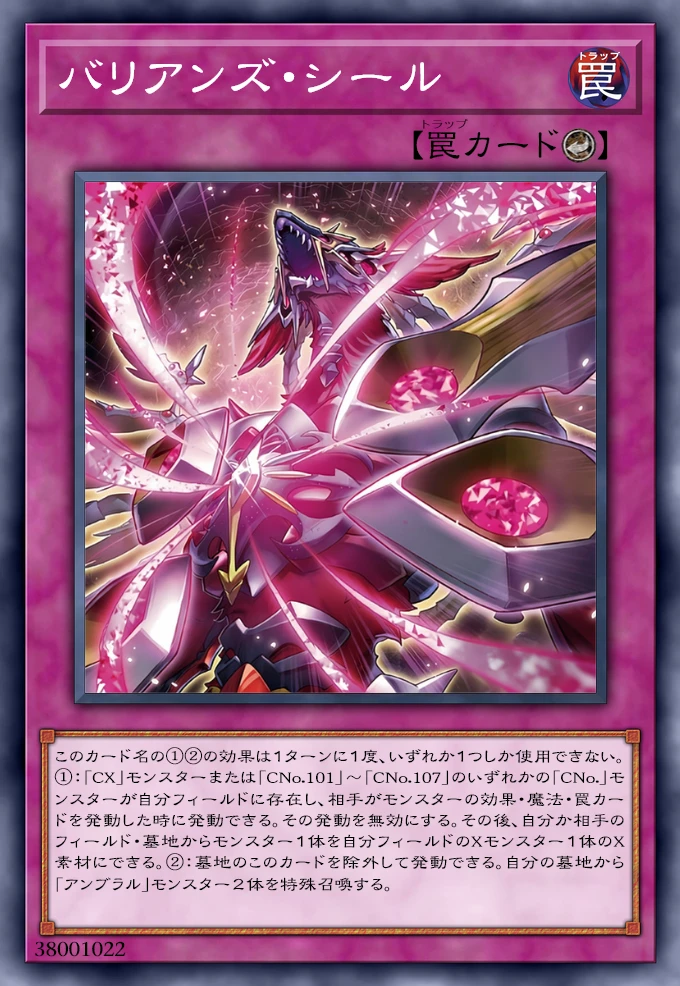 バリアンズ・シール
トラップ
罠
トラップ
【罠カード】
このカード名の①②の効果は1ターンに1度、いずれか1つしか使用できない。
①：「CX」モンスターまたは「CNo.101」～「CNo.107」のいずれかの「CNo.」モ
ンスターが自分フィールドに存在し、相手がモンスターの効果・魔法・罠カー
ドを発動した時に発動できる。その発動を無効にする。その後、自分か相手の
フィールド・墓地からモンスター1体を自分フィールドのXモンスター1体のX
素材にできる。②：墓地のこのカードを除外して発動できる。自分の墓地から
「アンブラル」モンスター2体を特殊召喚する。
38001022